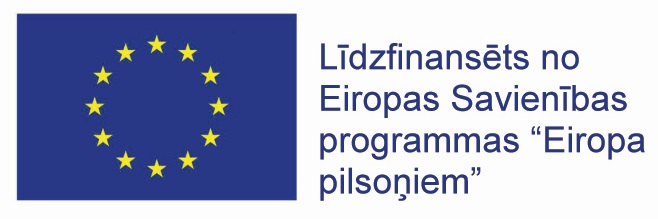 Līdzfinansēts no
Eiropas Savienības
programmas “Eiropa
pilsoņiem”